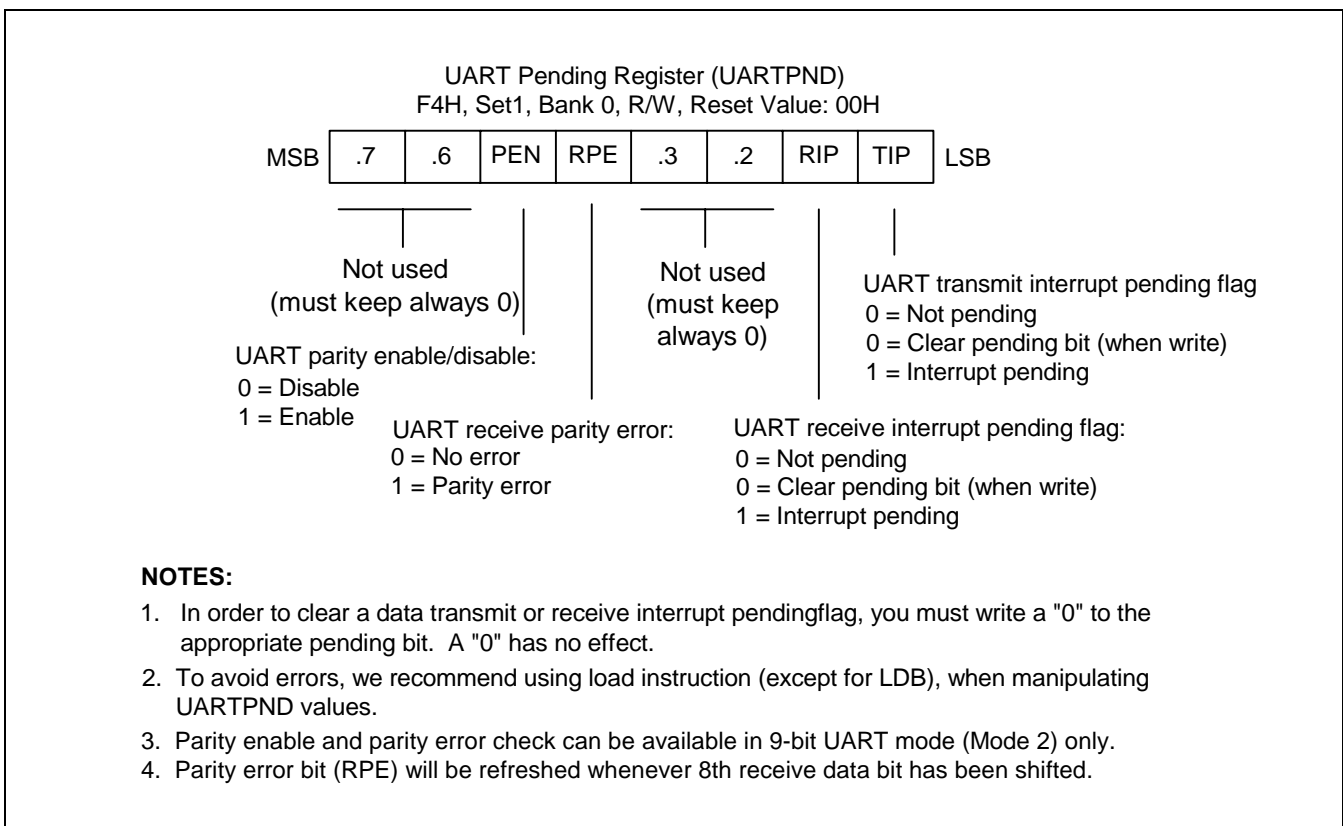 UART Pending Register (UARTPND)
F4H, Set1, Bank 0, R/W, Reset Value: 00H
MSB .7 .6 PEN RPE .3 .2 RIP TIP LSB
Not used
(must keep always 0)
Not used
(must keep
always 0)
UART transmit interrupt pending flag
0 = Not pending
0 = Clear pending bit (when write)
1 = Interrupt pending
UART parity enable/disable:
0 = Disable
1 = Enable
UART receive parity error:
0 = No error
1 = Parity error
UART receive interrupt pending flag:
0 = Not pending
0 = Clear pending bit (when write)
1 = Interrupt pending
NOTES:
1. In order to clear a data transmit or receive interrupt pendingflag, you must write a "0" to the
appropriate pending bit. A "0" has no effect.
2. To avoid errors, we recommend using load instruction (except for LDB), when manipulating
UARTPND values.
3. Parity enable and parity error check can be available in 9-bit UART mode (Mode 2) only.
4. Parity error bit (RPE) will be refreshed whenever 8th receive data bit has been shifted.